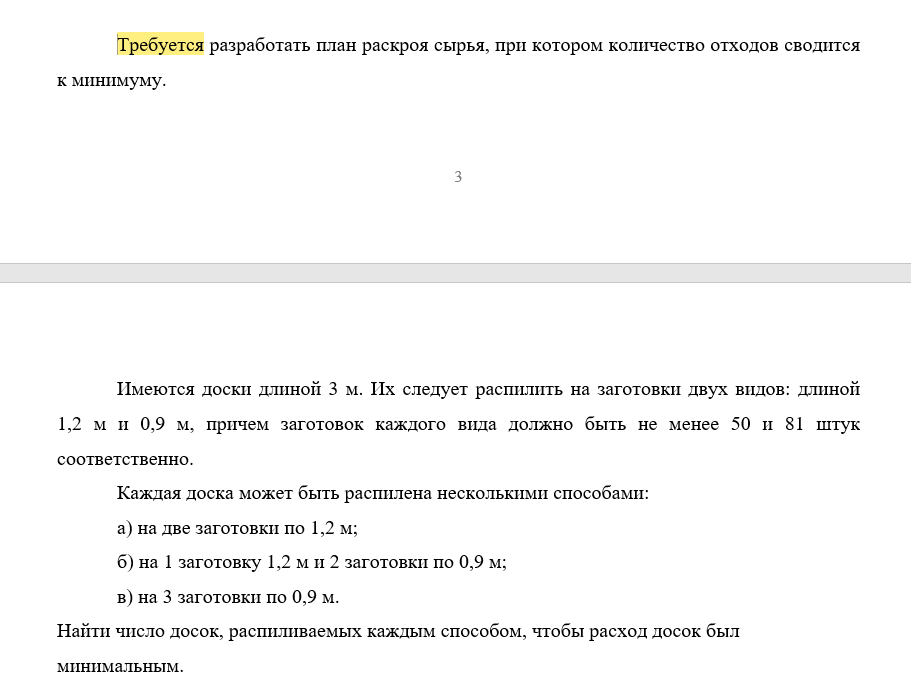 Требуется разработать план раскроя сырья, при котором количество отходов сводится
к минимуму.
3
Имеются доски длиной 3 м. Их следует распилить на заготовки двух видов: длиной
1,2 м и 0,9 м, причем заготовок каждого вида должно быть не менее 50 и 81 штук
соответственно.
Каждая доска может быть распилена несколькими способами:
а) на две заготовки по 1,2 м;
б) на 1 заготовку 1,2 м и 2 заготовки по 0,9 м;
в) на 3 заготовки по 0,9 м.
Найти число досок, распиливаемых каждым способом, чтобы расход досок был
минимальным.